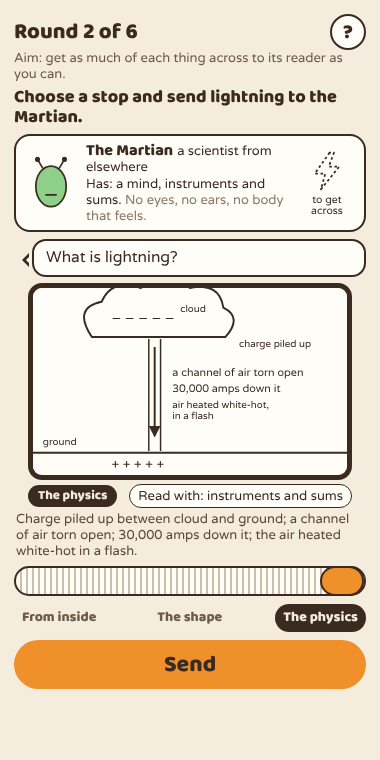 Round 2 of 6
?
Aim: get as much of each thing across to its reader as
you can.
Choose a stop and send lightning to the
Martian.
The Martian a scientist from
elsewhere
Has: a mind, instruments and
sums. No eyes, no ears, no body
that feels.
to get
across
What is lightning?
cloud
– – – – –
charge piled up
a channel of air torn open
30,000 amps down it
air heated white-hot,
in a flash
ground
+ + + + +
The physics
Read with: instruments and sums
Charge piled up between cloud and ground; a channel
of air torn open; 30,000 amps down it; the air heated
white-hot in a flash.
From inside
The shape
The physics
Send